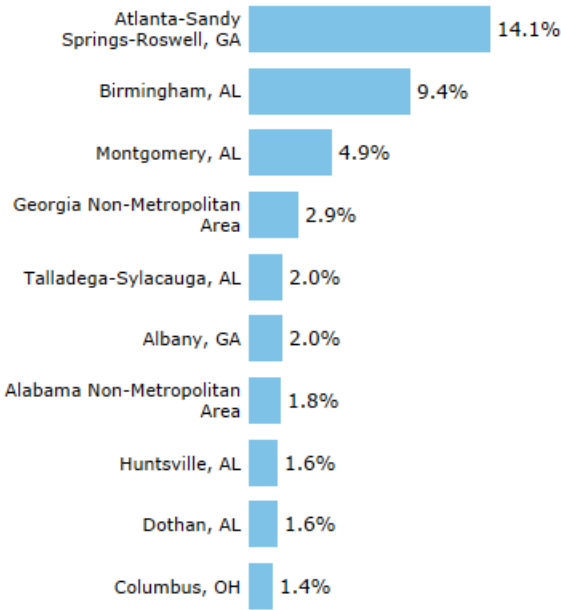 Atlanta-Sandy
Springs-Roswell, GA
14.1%
Birmingham, AL
9.4%
Montgomery, AL
4.9%
Georgia Non-Metropolitan
Area
2.9%
Talladega-Sylacauga, AL
2.0%
Albany, GA
2.0%
Alabama Non-Metropolitan
Area
1.8%
Huntsville, AL
1.6%
Dothan, AL
1.6%
Columbus, OH
1.4%